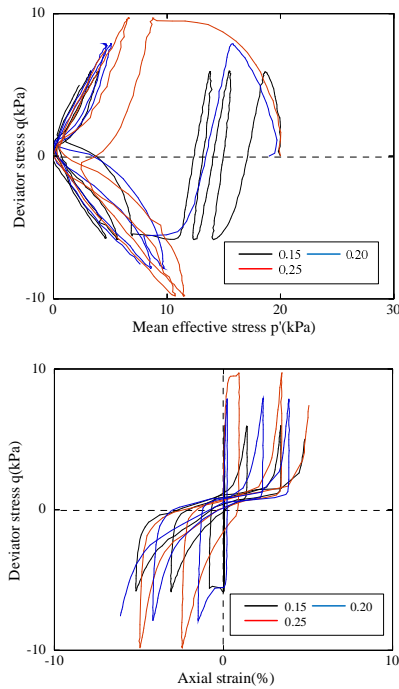 10
Deviator stress q(kPa)
0
0.15 0.20
0.25
-10
0 10 20 30
Mean effective stress p'(kPa)
10
Deviator stress q(kPa)
0
0.15 0.20
0.25
-10
-10 0 10
Axial strain(%)